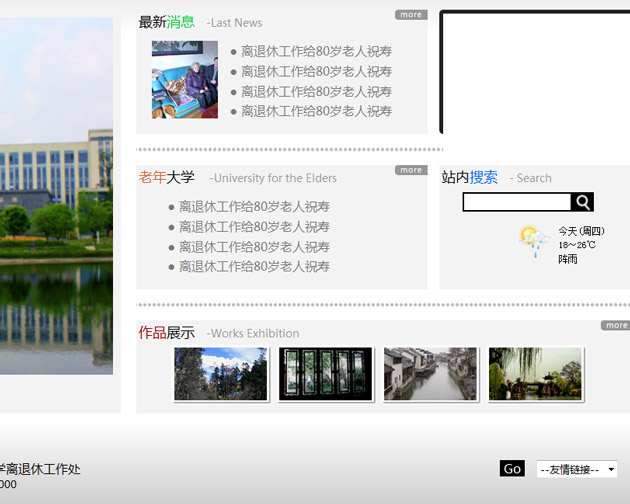 最新消息 -Last News more
离退休工作给80岁老人祝寿
离退休工作给80岁老人祝寿
离退休工作给80岁老人祝寿
离退休工作给80岁老人祝寿
老年大学 -University for the Elders more
离退休工作给80岁老人祝寿
离退休工作给80岁老人祝寿
离退休工作给80岁老人祝寿
离退休工作给80岁老人祝寿
站内搜索 - Search
今天(周四)
18～26℃
阵雨
作品展示 -Works Exhibition more
学离退休工作处
000
Go
--友情链接--